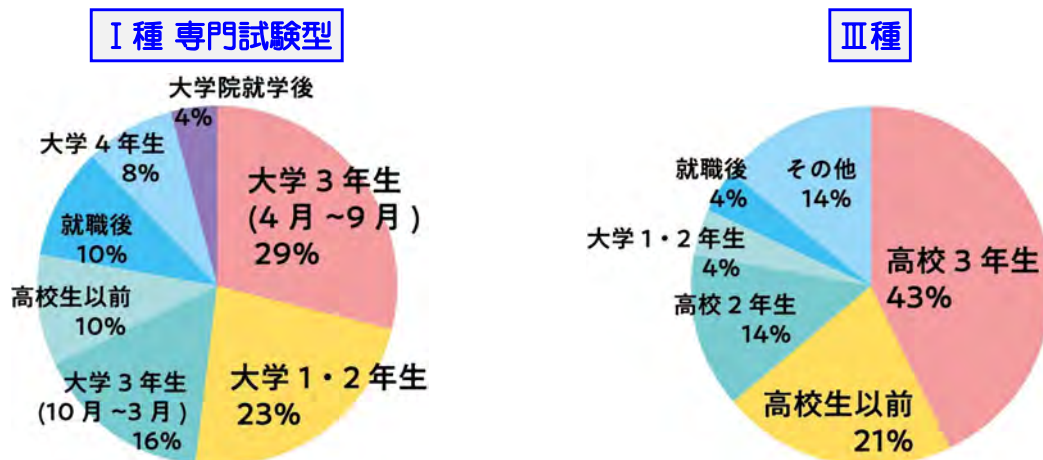 Ⅰ種 専門試験型
大学院就学後
4%
大学 4 年生
8%
就職後
10%
高校生以前
10%
大学 3 年生
(10 月 ~3 月 )
16%
大学 1・2 年生
23%
大学 3 年生
(4 月 ~9 月 )
29%
Ⅲ種
その他
14%
就職後
4%
大学 1・2 年生
4%
高校 2 年生
14%
高校生以前
21%
高校 3 年生
43%